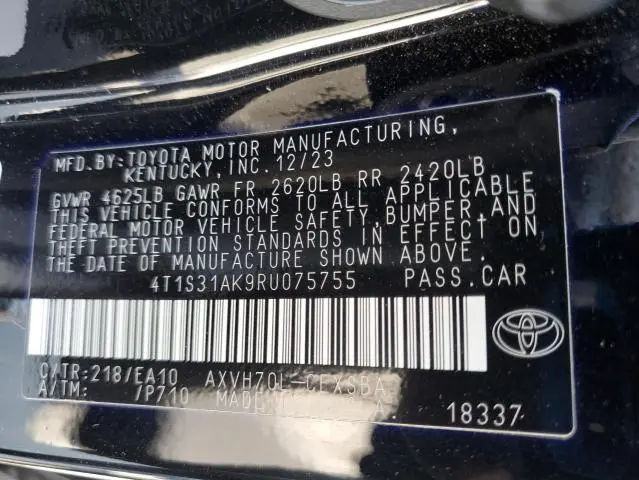 MFD.BY:TOYOTA MOTOR MANUFACTURING,
KENTUCKY,INC.12/23
GVWR 4625LB GAWR FR 2620LB RR 2420LB
THIS VEHICLE CONFORMS TO ALL APPLICABLE
FEDERAL MOTOR VEHICLE SAFETY,BUMPER,AND
THEFT PREVENTION STANDARDS IN EFFECT ON
THE DATE OF MANUFACTURE SHOWN ABOVE.
4T1S31AK9RU075755 PASS.CAR
C/TR:218/EA10 AXVH70L-CEXSBA
A/TM: /P710 MADE 18337